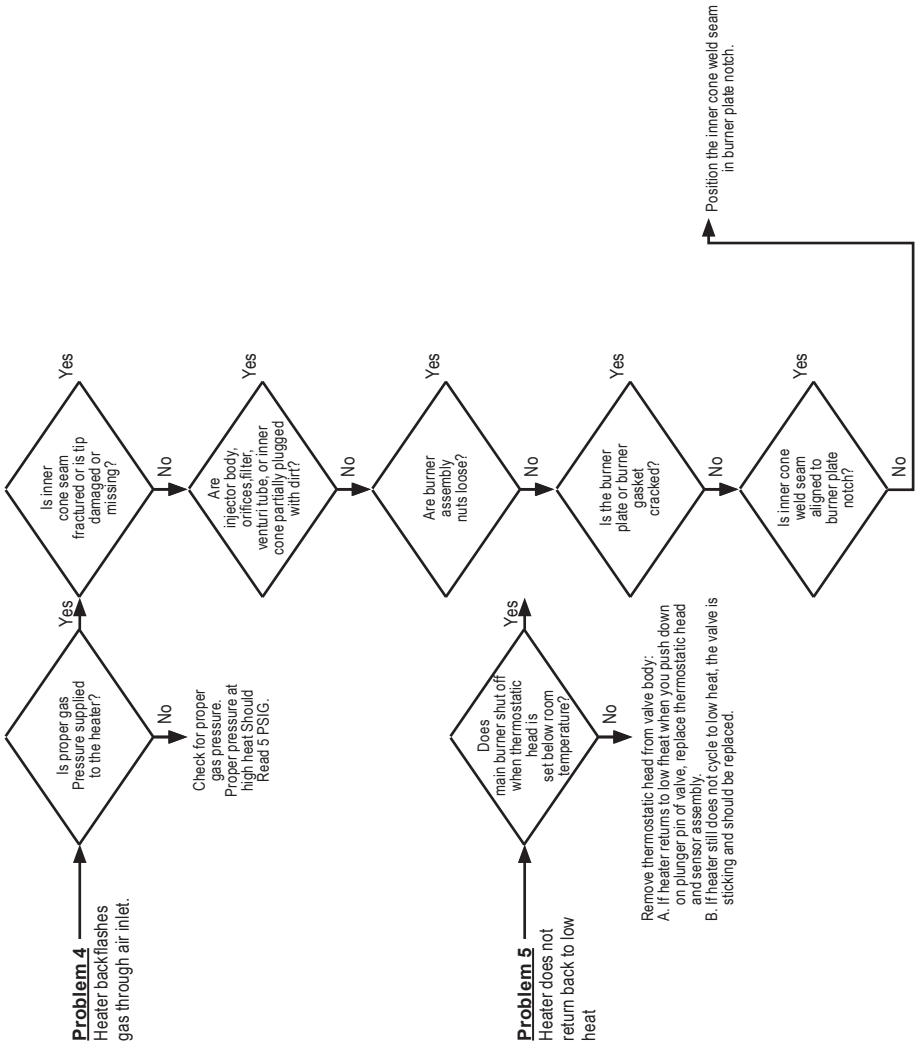 Problem 4
Heater backflashes
gas through air inlet.
Is proper gas
Pressure supplied
to the heater?
Yes
No
Check for proper
gas pressure.
Proper pressure at
high heat Should
Read 5 PSIG.
Is inner
cone seam
fractured or is tip
damaged or
missing?
Yes
No
Are
injector body,
orifices,filter,
venturi tube, or inner
cone partially plugged
with dirt?
Yes
No
Are burner
assembly
nuts loose?
Yes
No
Is the burner
plate or burner
gasket
cracked?
Yes
No
Is inner cone
weld seam
aligned to
burner plate
notch?
Yes
No
Position the inner cone weld seam
in burner plate notch.
Problem 5
Heater does not
return back to low
heat
Does
main burner shut off
when thermostatic
head is
set below room
temperature?
Yes
No
Remove thermostatic head from valve body:
A. If heater returns to low fheat when you push down
on plunger pin of valve, replace thermostatic head
and sensor assembly.
B. If heater still does not cycle to low heat, the valve is
sticking and should be replaced.